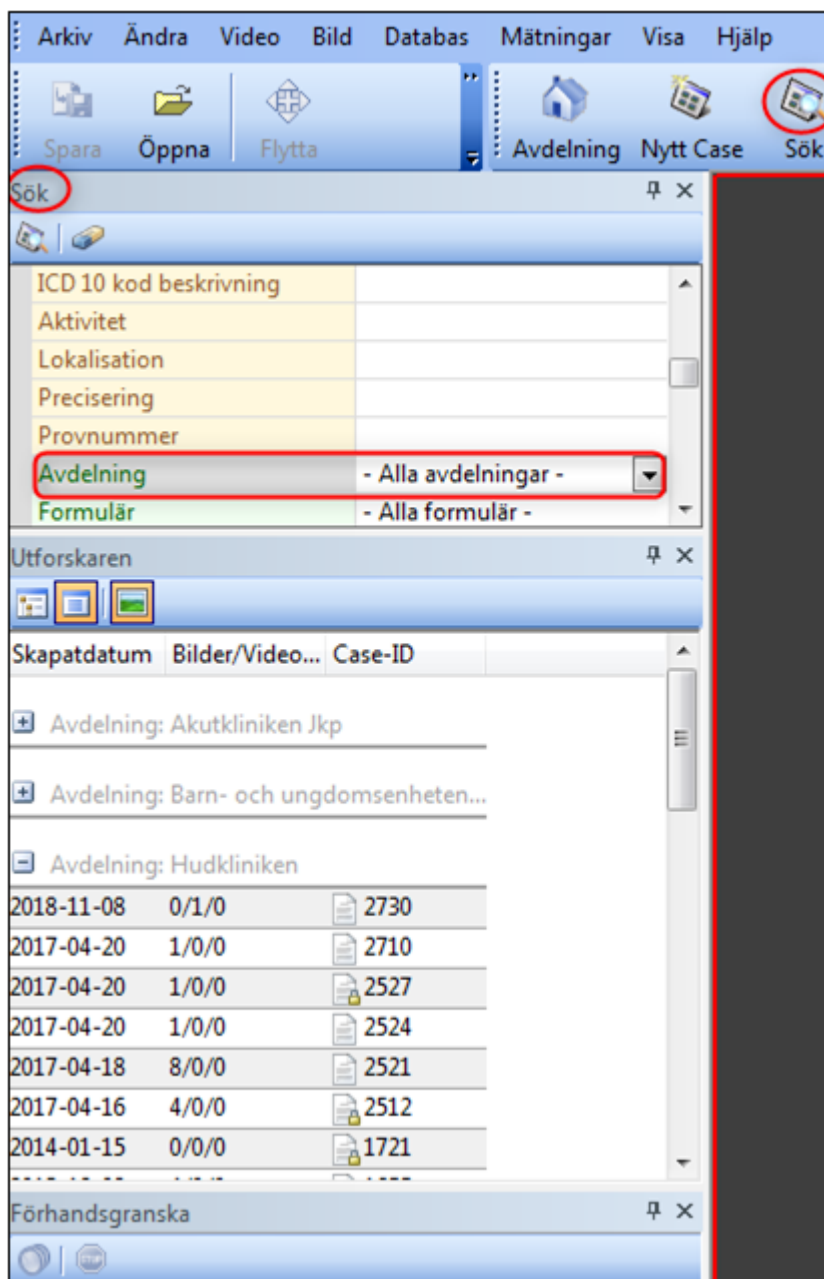 Arkiv Ändra Video Bild Databas Mätningar Visa Hjälp
Spara Öppna Flytta Avdelning Nytt Case Sök
Sök
ICD 10 kod beskrivning
Aktivitet
Lokalisation
Precisering
Provnummer
Avdelning - Alla avdelningar -
Formulär - Alla formulär -
Utforskaren
Skapatdatum Bilder/Video... Case-ID
Avdelning: Akutkliniken Jkp
Avdelning: Barn- och ungdomsenheten...
Avdelning: Hudkliniken
2018-11-08 0/1/0 2730
2017-04-20 1/0/0 2710
2017-04-20 1/0/0 2527
2017-04-20 1/0/0 2524
2017-04-18 8/0/0 2521
2017-04-16 4/0/0 2512
2014-01-15 0/0/0 1721
Förhandsgranska